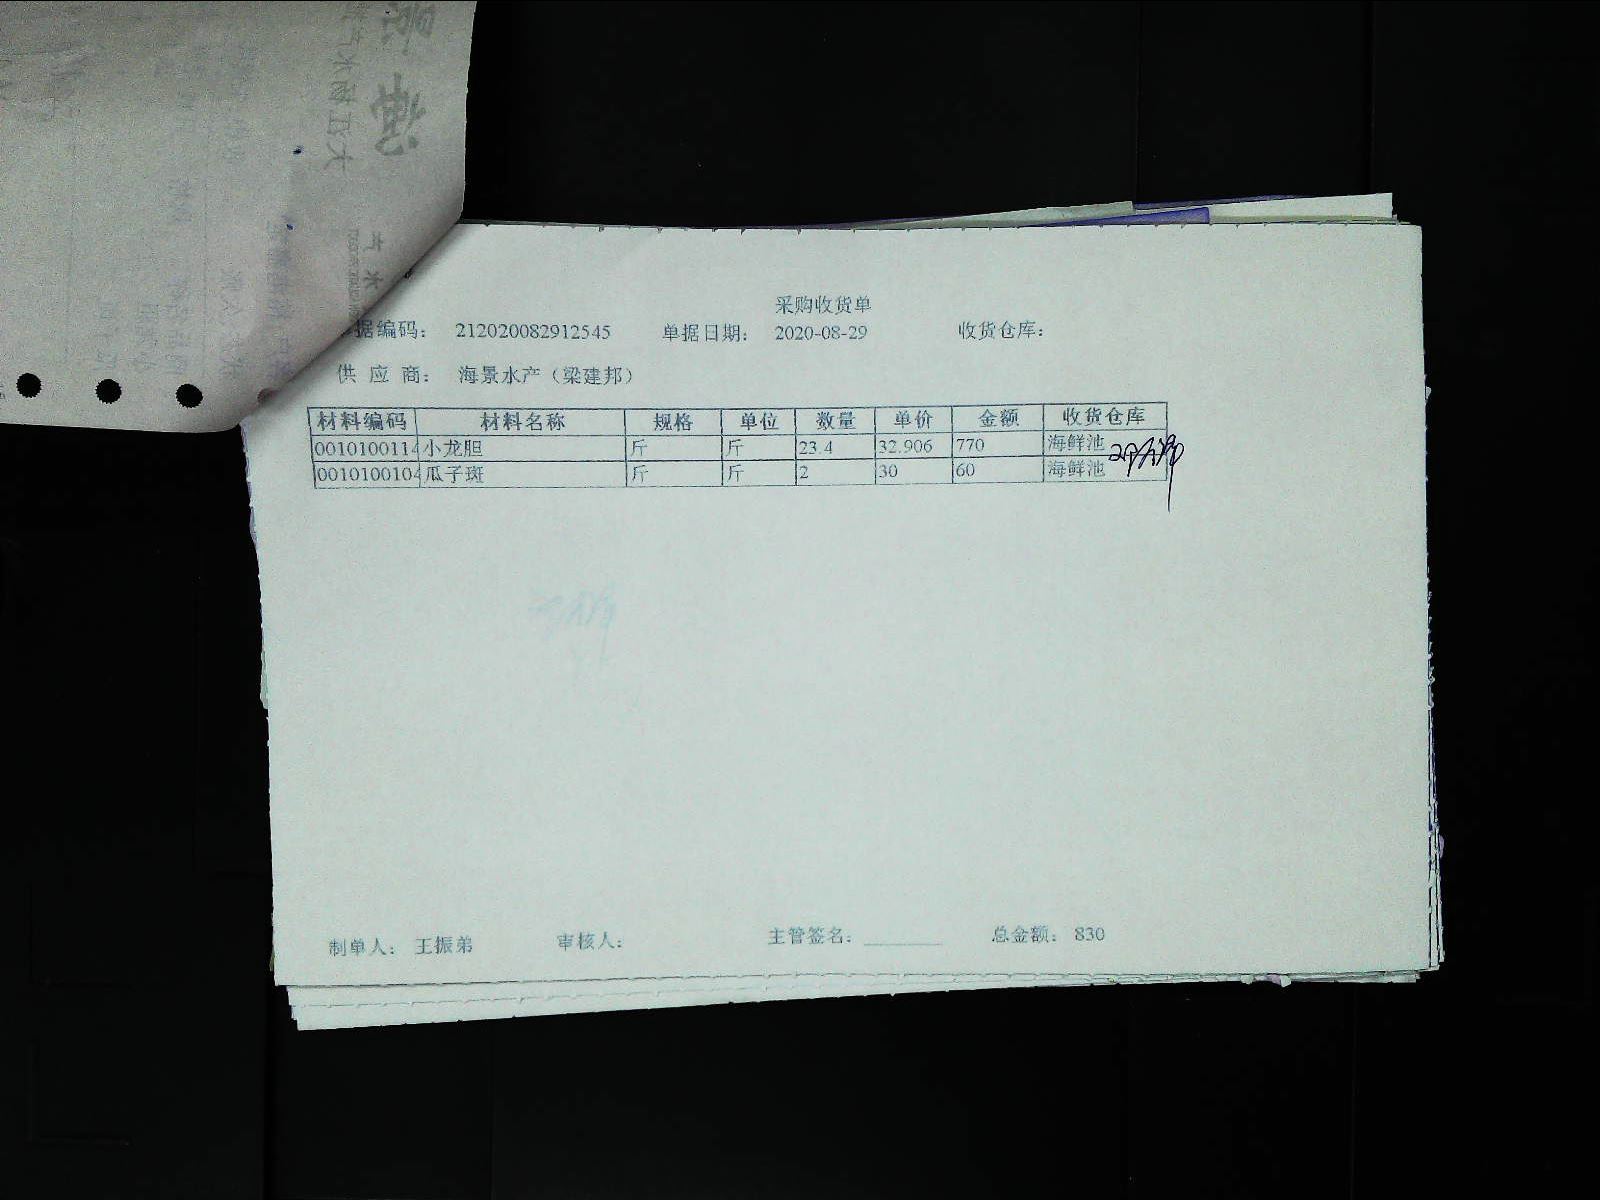 采购收货单
据编码： 212020082912545 单据日期： 2020-08-29 收货仓库：
供 应 商： 海景水产（梁建邦）
材料编码 材料名称 规格 单位 数量 单价 金额 收货仓库
0010100114 小龙胆 斤 斤 23.4 32.906 770 海鲜池
0010100104 瓜子斑 斤 斤 2 30 60 海鲜池
制单人： 王振弟 审核人： 主管签名：________ 总金额： 830